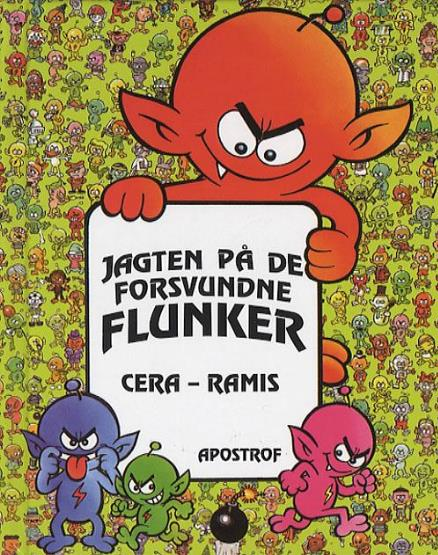 JAGTEN PÅ DE
FORSVUNDNE
FLUNKER
CERA – RAMIS
APOSTROF